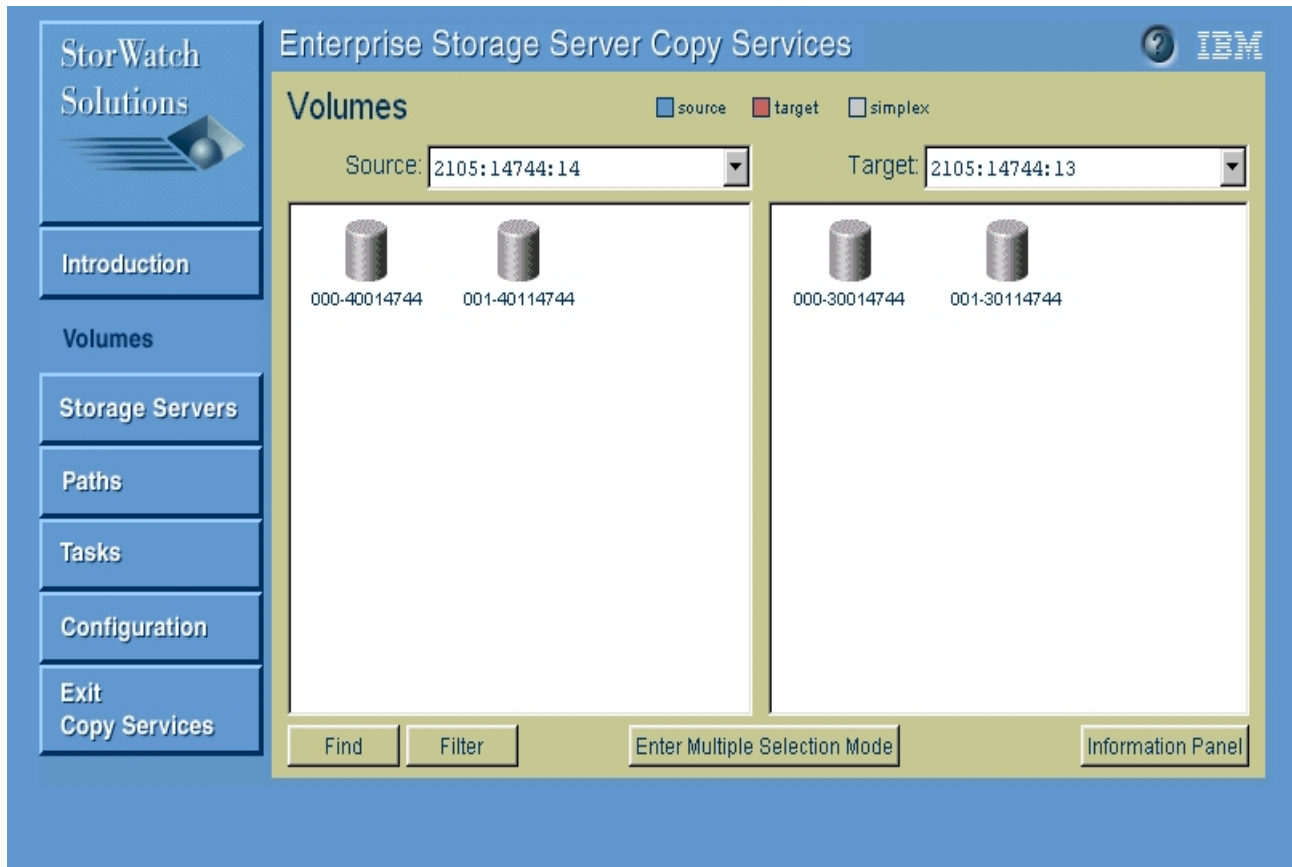 StorWatch
Solutions
Enterprise Storage Server Copy Services
? IBM
Volumes
source target simplex
Source: 2105:14744:14
Target: 2105:14744:13
000-40014744 001-40114744
000-30014744 001-30114744
Introduction
Volumes
Storage Servers
Paths
Tasks
Configuration
Exit
Copy Services
Find Filter Enter Multiple Selection Mode Information Panel